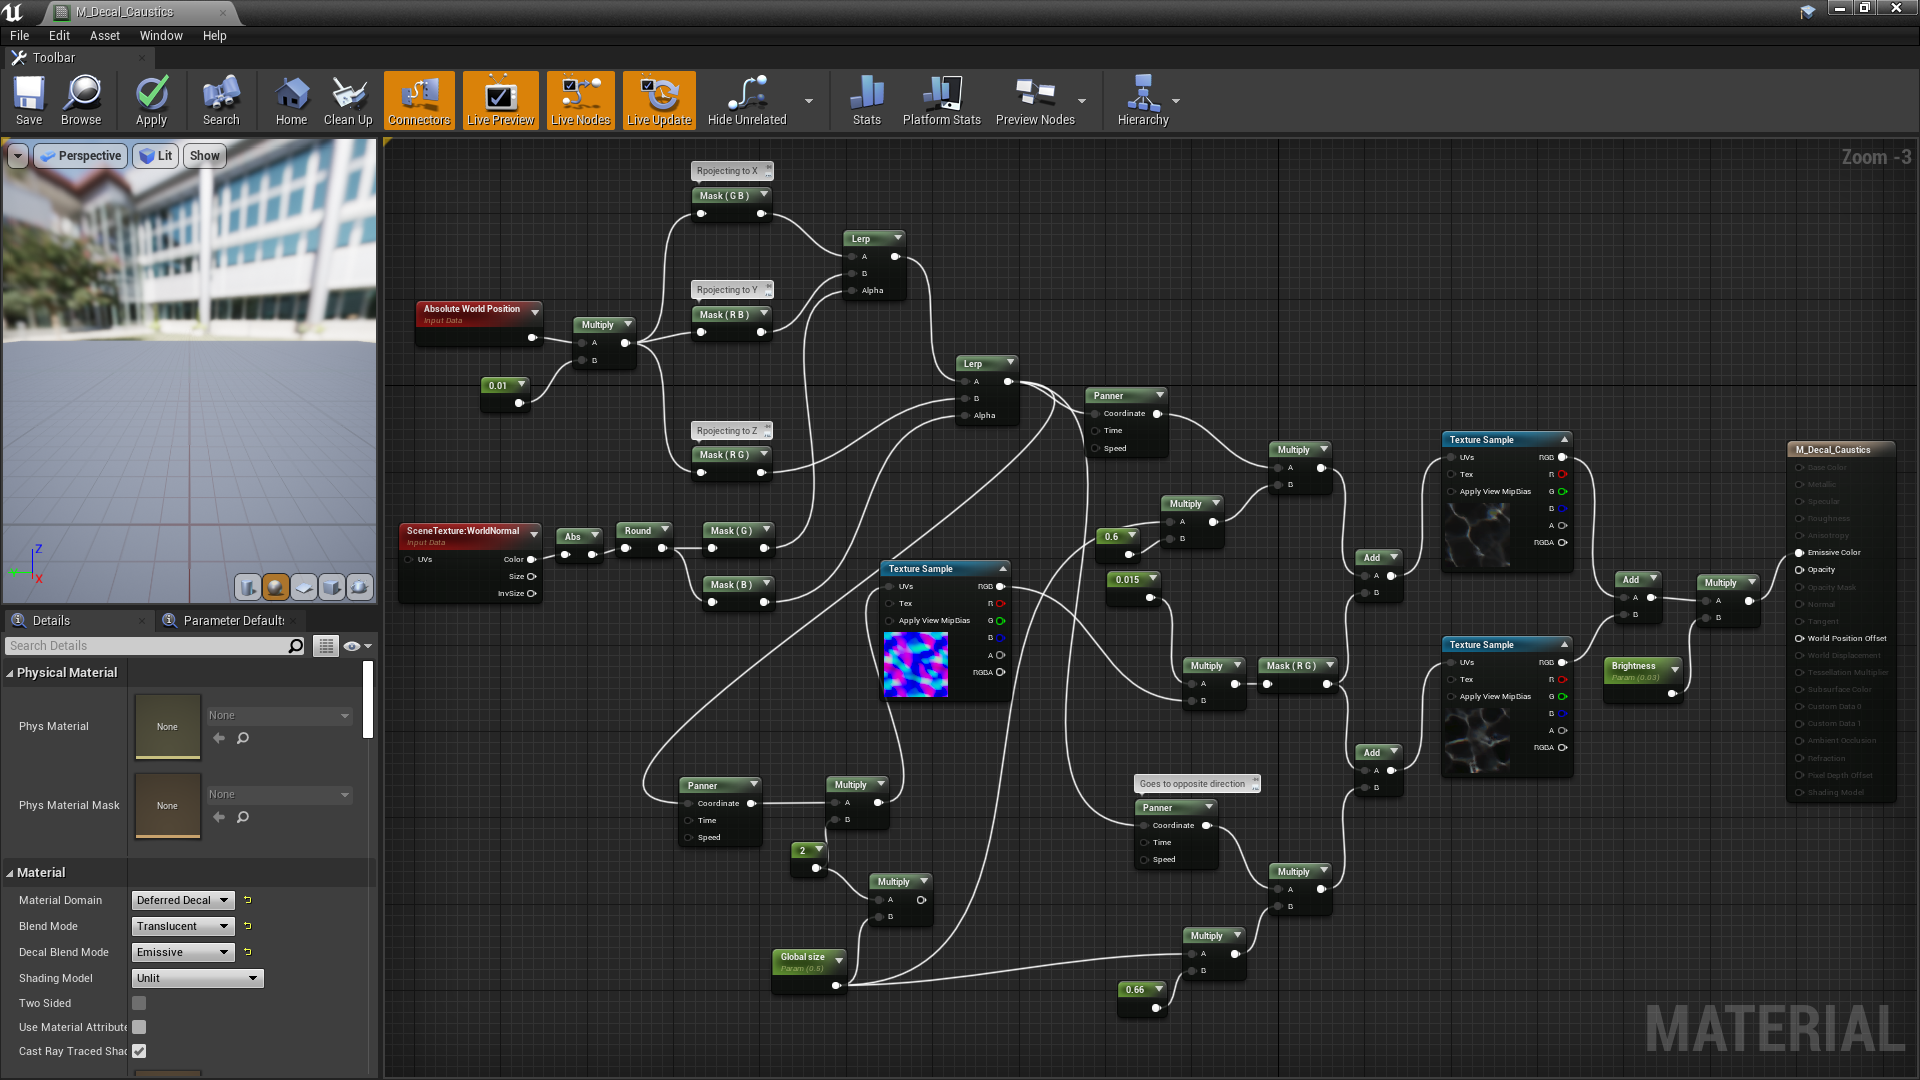 M_Decal_Caustics
File Edit Asset Window Help
Toolbar
Save Browse Apply Search Home Clean Up Connectors Live Preview Live Nodes Live Update Hide Unrelated Stats Platform Stats Preview Nodes Hierarchy
Perspective Lit Show
Z
X
Details Parameter Defaults
Search Details
Physical Material
Phys Material
None
None
Phys Material Mask
None
None
Material
Material Domain Deferred Decal
Blend Mode Translucent
Decal Blend Mode Emissive
Shading Model Unlit
Two Sided
Use Material Attribute
Cast Ray Traced Shad
Zoom -3
Rpojecting to X
Mask ( G B )
Lerp
A
B
Alpha
Rpojecting to Y
Mask ( R B )
Absolute World Position
Input Data
Multiply
A
B
0.01
Lerp
A
B
Alpha
Rpojecting to Z
Mask ( R G )
Panner
Coordinate
Time
Speed
SceneTexture:WorldNormal
Input Data
UVs Color
Size
InvSize
Abs
Round
Mask ( G )
Mask ( B )
Texture Sample
UVs RGB
Tex R
Apply View MipBias G
B
A
RGBA
Multiply
A
B
0.6
0.015
Multiply
A
B
Multiply
A
B
Mask ( R G )
Add
A
B
Texture Sample
UVs RGB
Tex R
Apply View MipBias G
B
A
RGBA
Texture Sample
UVs RGB
Tex R
Apply View MipBias G
B
A
RGBA
Add
A
B
Add
A
B
Multiply
A
B
Brightness
Param (0.03)
M_Decal_Caustics
Base Color
Metallic
Specular
Roughness
Anisotropy
Emissive Color
Opacity
Opacity Mask
Normal
Tangent
World Position Offset
World Displacement
Tessellation Multiplier
Subsurface Color
Custom Data 0
Custom Data 1
Ambient Occlusion
Refraction
Pixel Depth Offset
Shading Model
Panner
Coordinate
Time
Speed
Multiply
A
B
2
Multiply
A
B
Global size
Param (0.5)
Goes to opposite direction
Panner
Coordinate
Time
Speed
Multiply
A
B
Multiply
A
B
0.66
MATERIAL